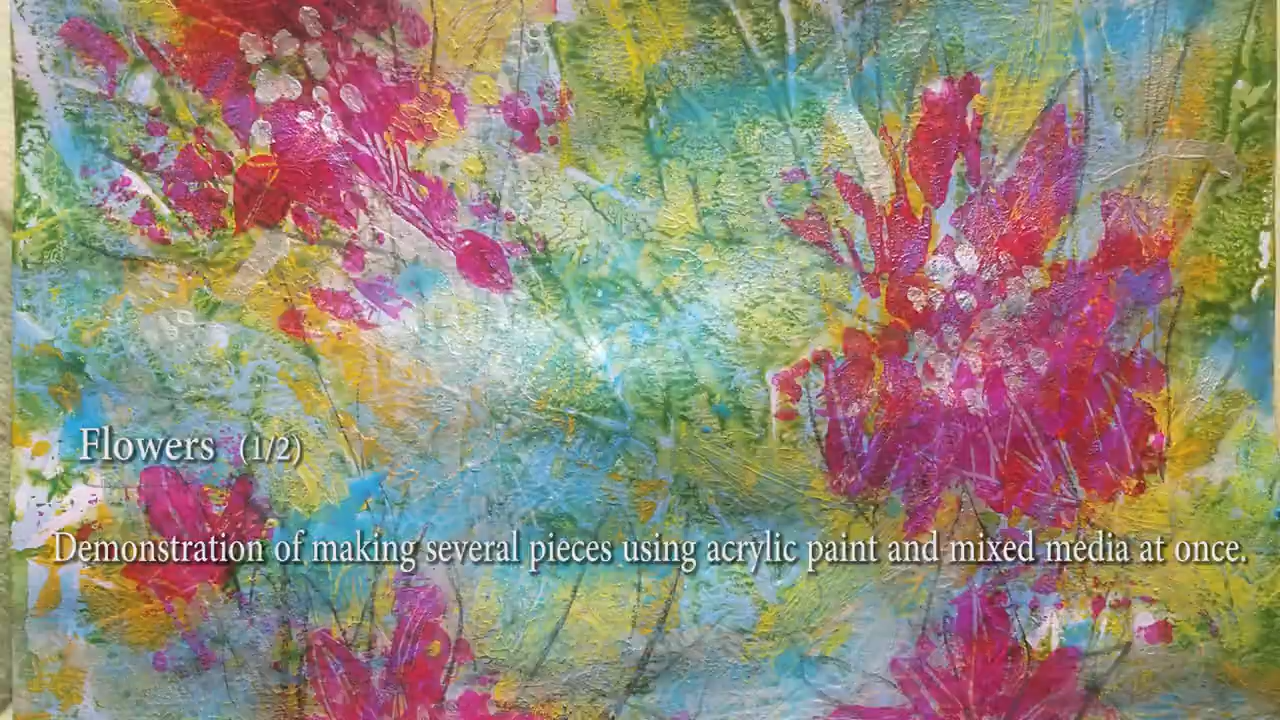 Flowers (1/2)
Demonstration of making several pieces using acrylic paint and mixed media at once.